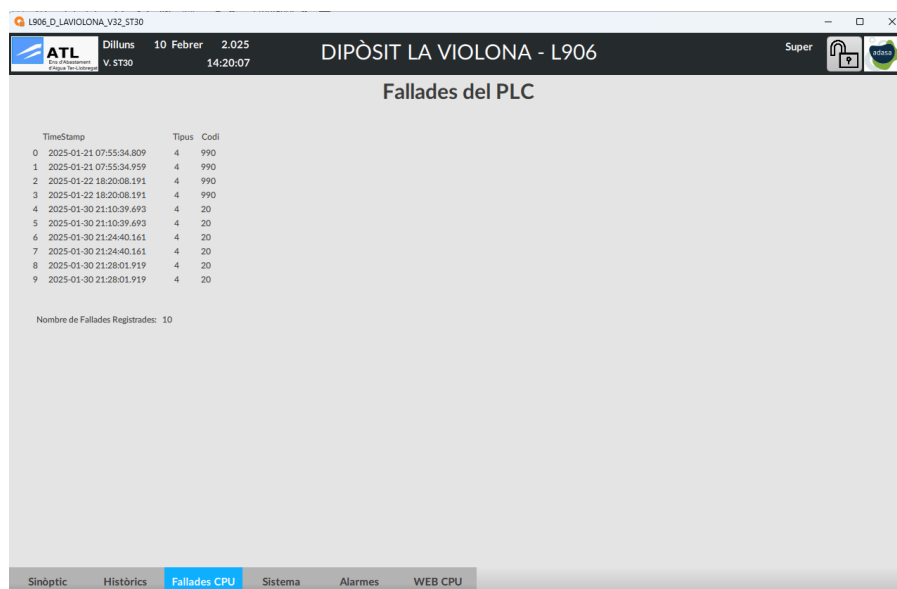 L906_D_LAVIOLONA_V32_ST30
ATL
Ens d'Abastament
d'Aigua Ter-Llobregat
Dilluns 10 Febrer 2.025
V. ST30 14:20:07
DIPÒSIT LA VIOLONA - L906
Super
adasa
Fallades del PLC
TimeStamp Tipus Codi
0 2025-01-21 07:55:34.809 4 990
1 2025-01-21 07:55:34.959 4 990
2 2025-01-22 18:20:08.191 4 990
3 2025-01-22 18:20:08.191 4 990
4 2025-01-30 21:10:39.693 4 20
5 2025-01-30 21:10:39.693 4 20
6 2025-01-30 21:24:40.161 4 20
7 2025-01-30 21:24:40.161 4 20
8 2025-01-30 21:28:01.919 4 20
9 2025-01-30 21:28:01.919 4 20
Nombre de Fallades Registrades: 10
Sinòptic Històrics Fallades CPU Sistema Alarmes WEB CPU